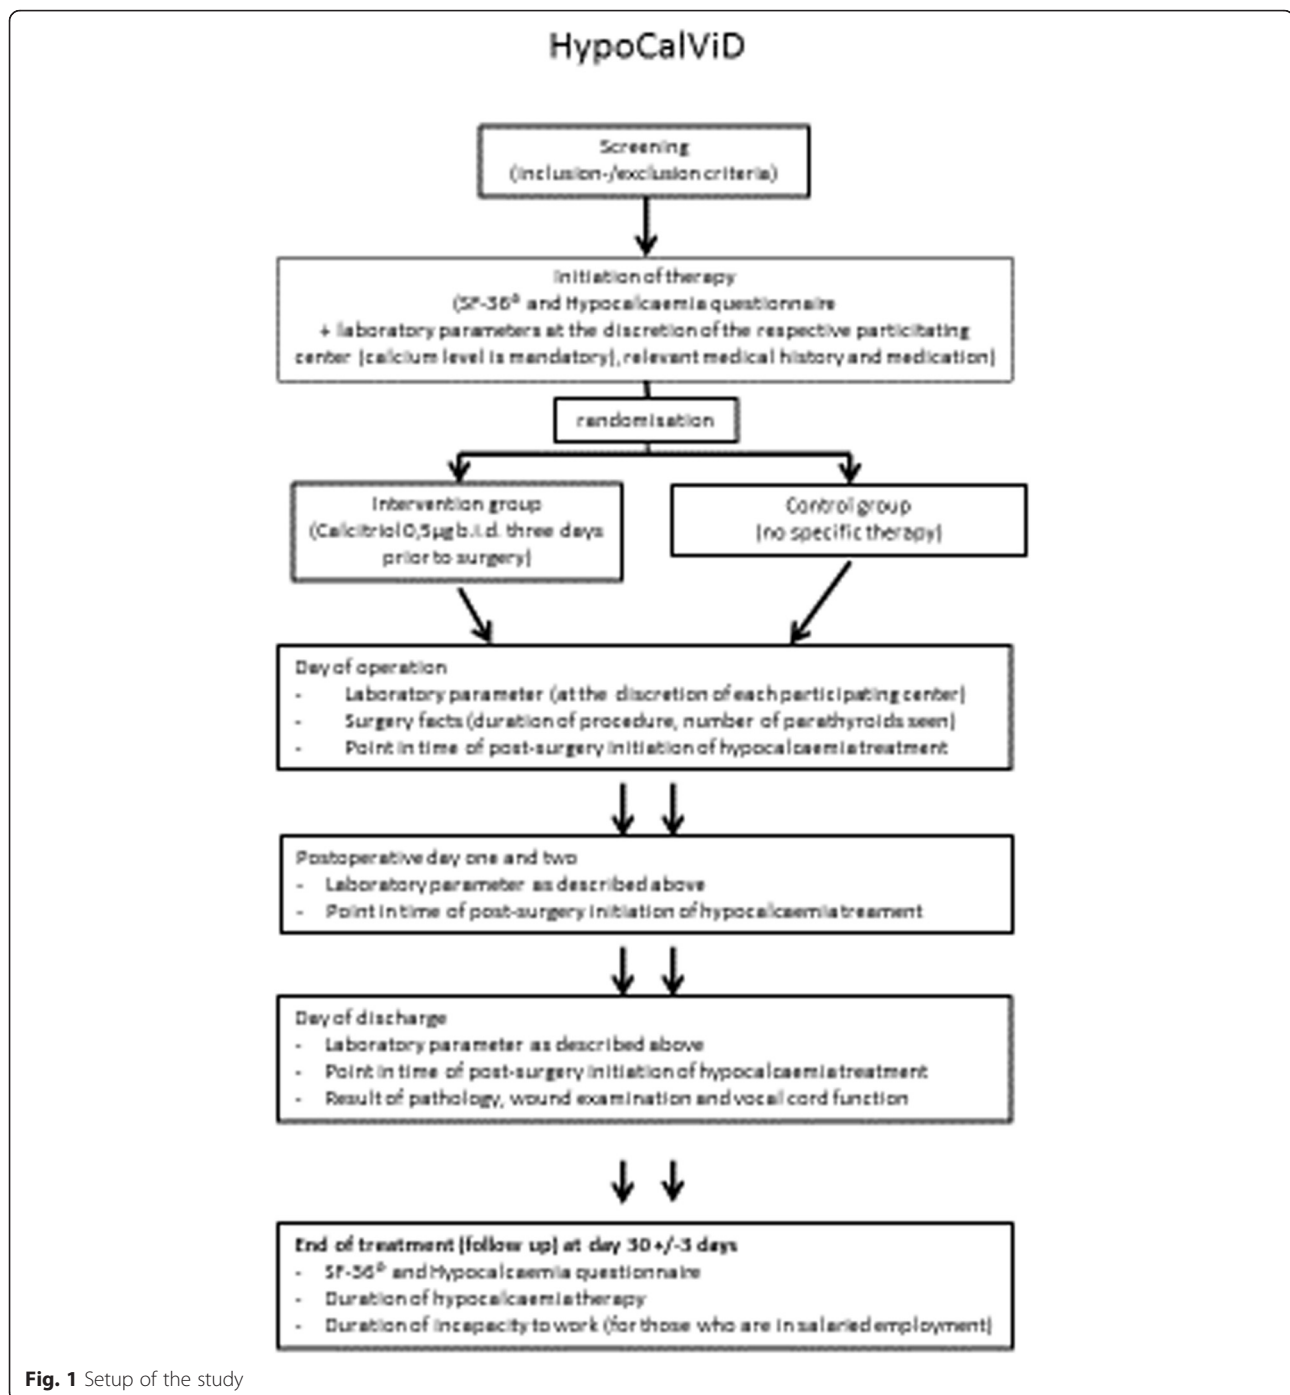 HypoCalViD
Screening
(inclusion-/exclusion criteria)
Initiation of therapy
(SF-36® and Hypocalcaemia questionnaire
+ laboratory parameters at the discretion of the respective particitating
center (calcium level is mandatory), relevant medical history and medication)
randomisation
Intervention group
(Calcitriol 0,5µg b.i.d. three days
prior to surgery)
Control group
(no specific therapy)
Day of operation
- Laboratory parameter (at the discretion of each participating center)
- Surgery facts (duration of procedure, number of parathyroids seen)
- Point in time of post-surgery initiation of hypocalcaemia treatment
Postoperative day one and two
- Laboratory parameter as described above
- Point in time of post-surgery initiation of hypocalcaemia treament
Day of discharge
- Laboratory parameter as described above
- Point in time of post-surgery initiation of hypocalcaemia treatment
- Result of pathology, wound examination and vocal cord function
End of treatment (follow up) at day 30 +/-3 days
- SF-36® and Hypocalcaemia questionnaire
- Duration of hypocalcaemia therapy
- Duration of incapacity to work (for those who are in salaried employment)
Fig. 1 Setup of the study